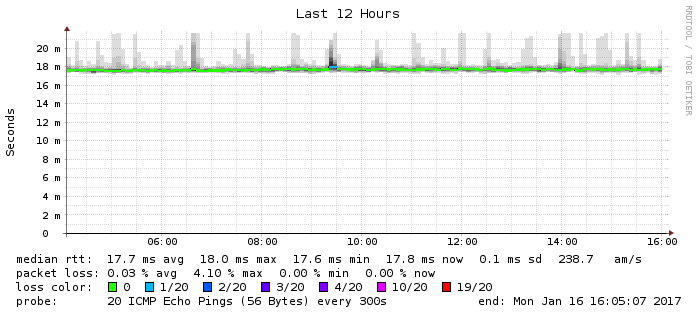 Last 12 Hours
RRDTOOL / TOBI OETIKER
Seconds
20 m
18 m
16 m
14 m
12 m
10 m
8 m
6 m
4 m
2 m
0
06:00 08:00 10:00 12:00 14:00 16:00
median rtt: 17.7 ms avg 18.0 ms max 17.6 ms min 17.8 ms now 0.1 ms sd 238.7 am/s
packet loss: 0.03 % avg 4.10 % max 0.00 % min 0.00 % now
loss color: 0 1/20 2/20 3/20 4/20 10/20 19/20
probe: 20 ICMP Echo Pings (56 Bytes) every 300s end: Mon Jan 16 16:05:07 2017